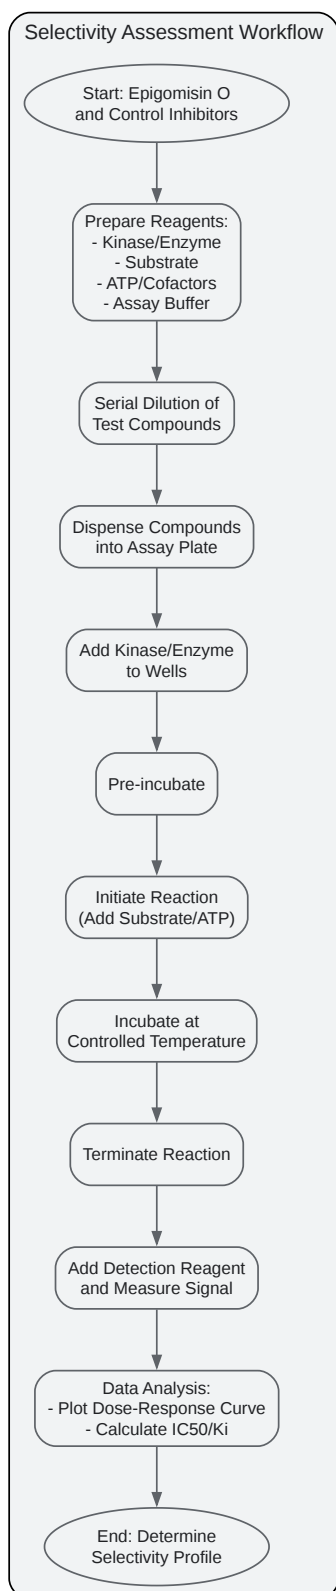 Selectivity Assessment Workflow
Start: Epigomisin O
and Control Inhibitors
Prepare Reagents:
- Kinase/Enzyme
- Substrate
- ATP/Cofactors
- Assay Buffer
Serial Dilution of
Test Compounds
Dispense Compounds
into Assay Plate
Add Kinase/Enzyme
to Wells
Pre-incubate
Initiate Reaction
(Add Substrate/ATP)
Incubate at
Controlled Temperature
Terminate Reaction
Add Detection Reagent
and Measure Signal
Data Analysis:
- Plot Dose-Response Curve
- Calculate IC50/Ki
End: Determine
Selectivity Profile